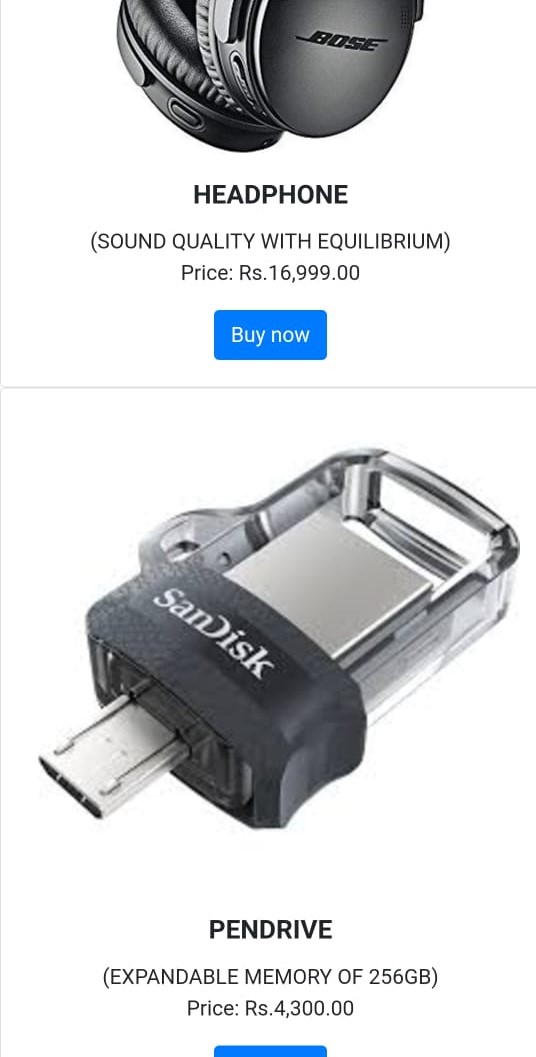 BOSE
HEADPHONE
(SOUND QUALITY WITH EQUILIBRIUM)
Price: Rs.16,999.00
Buy now
SanDisk
PENDRIVE
(EXPANDABLE MEMORY OF 256GB)
Price: Rs.4,300.00